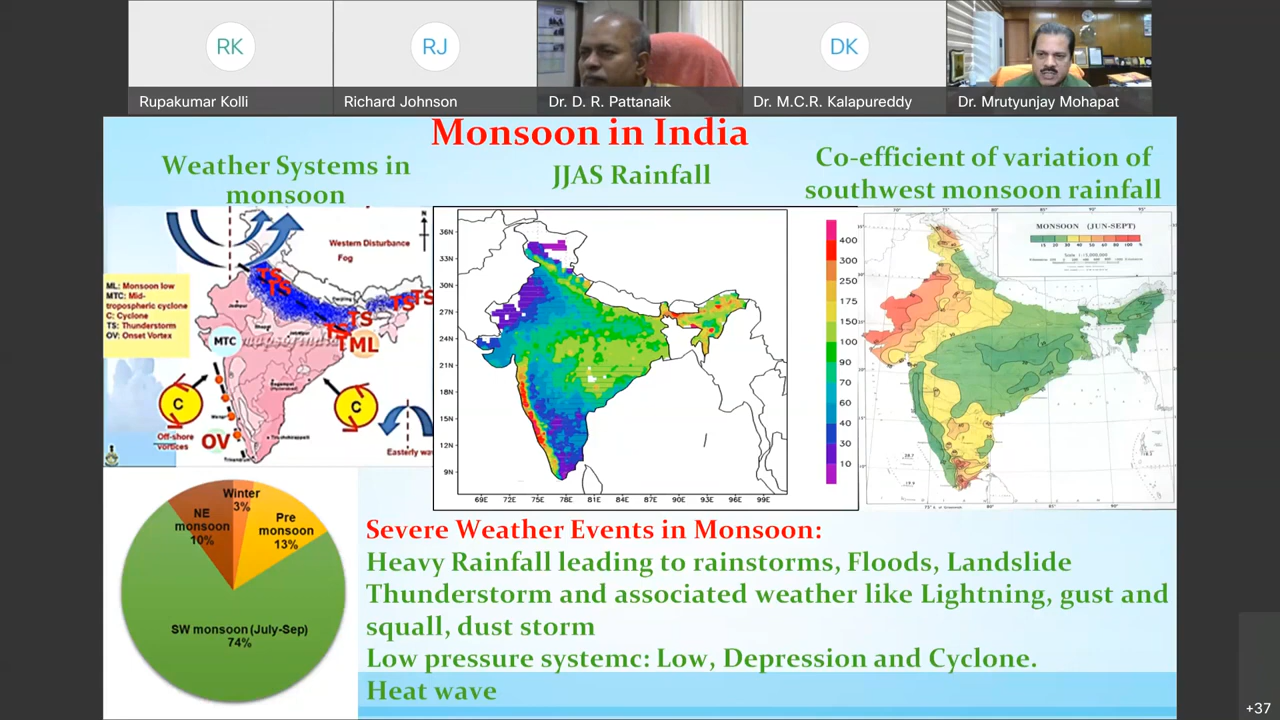 RK
RJ
DK
Rupakumar Kolli
Richard Johnson
Dr. D. R. Pattanaik
Dr. M.C.R. Kalapureddy
Dr. Mrutyunjay Mohapat
Monsoon in India
Weather Systems in
monsoon
JJAS Rainfall
Co-efficient of variation of
southwest monsoon rainfall
N
Western Disturbance
Fog
ML: Monsoon low
MTC: Mid-
tropospheric cyclone
C: Cyclone
TS: Thunderstorm
OV: Onset Vortex
TS
TS
TS
TS
TS
TS
TML
MTC
C
C
Off-shore
vortices
OV
Easterly wav
36N
33N
30N
27N
24N
21N
18N
15N
12N
9N
69E 72E 75E 78E 81E 84E 87E 90E 93E 96E 99E
400
300
250
175
150
100
90
70
60
40
30
10
MONSOON (JUN-SEPT)
Winter
3%
NE
monsoon
10%
Pre
monsoon
13%
SW monsoon (July-Sep)
74%
Severe Weather Events in Monsoon:
Heavy Rainfall leading to rainstorms, Floods, Landslide
Thunderstorm and associated weather like Lightning, gust and
squall, dust storm
Low pressure systemc: Low, Depression and Cyclone.
Heat wave
+37